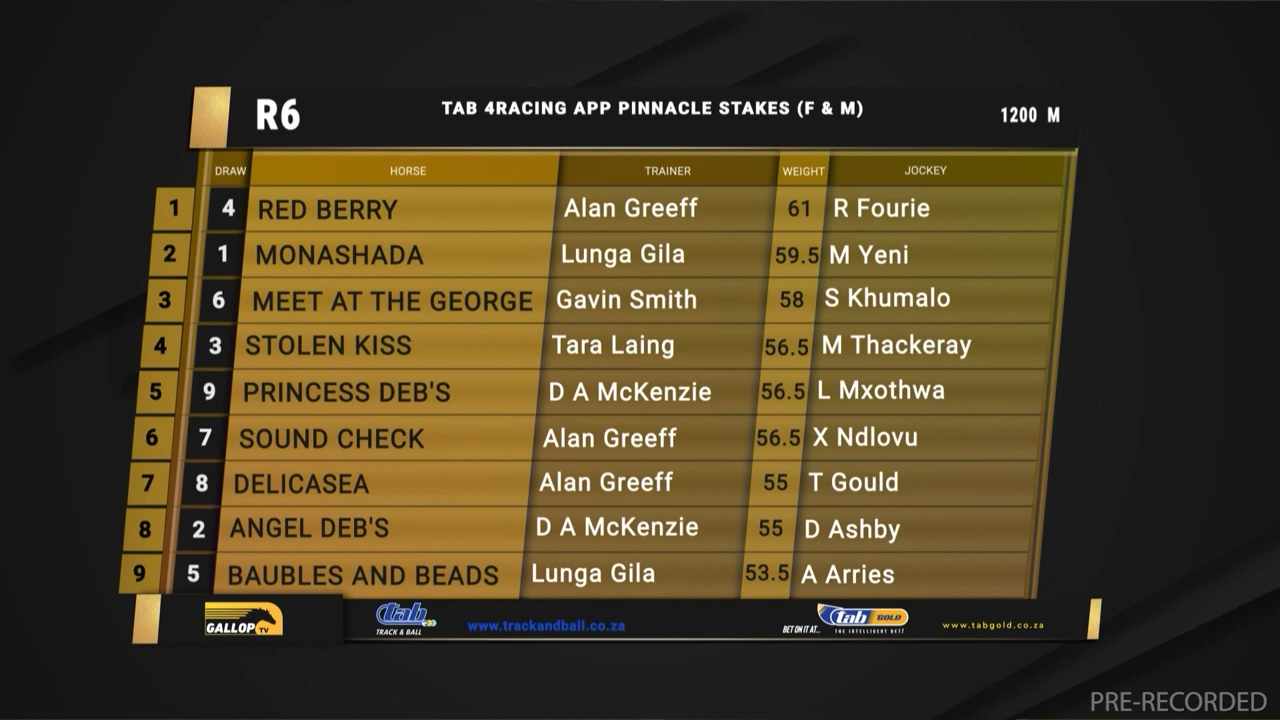 R6 TAB 4RACING APP PINNACLE STAKES (F & M) 1200 M
DRAW HORSE TRAINER WEIGHT JOCKEY
1 4 RED BERRY Alan Greeff 61 R Fourie
2 1 MONASHADA Lunga Gila 59.5 M Yeni
3 6 MEET AT THE GEORGE Gavin Smith 58 S Khumalo
4 3 STOLEN KISS Tara Laing 56.5 M Thackeray
5 9 PRINCESS DEB'S D A McKenzie 56.5 L Mxothwa
6 7 SOUND CHECK Alan Greeff 56.5 X Ndlovu
7 8 DELICASEA Alan Greeff 55 T Gould
8 2 ANGEL DEB'S D A McKenzie 55 D Ashby
9 5 BAUBLES AND BEADS Lunga Gila 53.5 A Arries
GALLOP TV tab TRACK & BALL www.trackandball.co.za BET ON IT AT... tab GOLD THE INTELLIGENT BET! www.tabgold.co.za
PRE-RECORDED